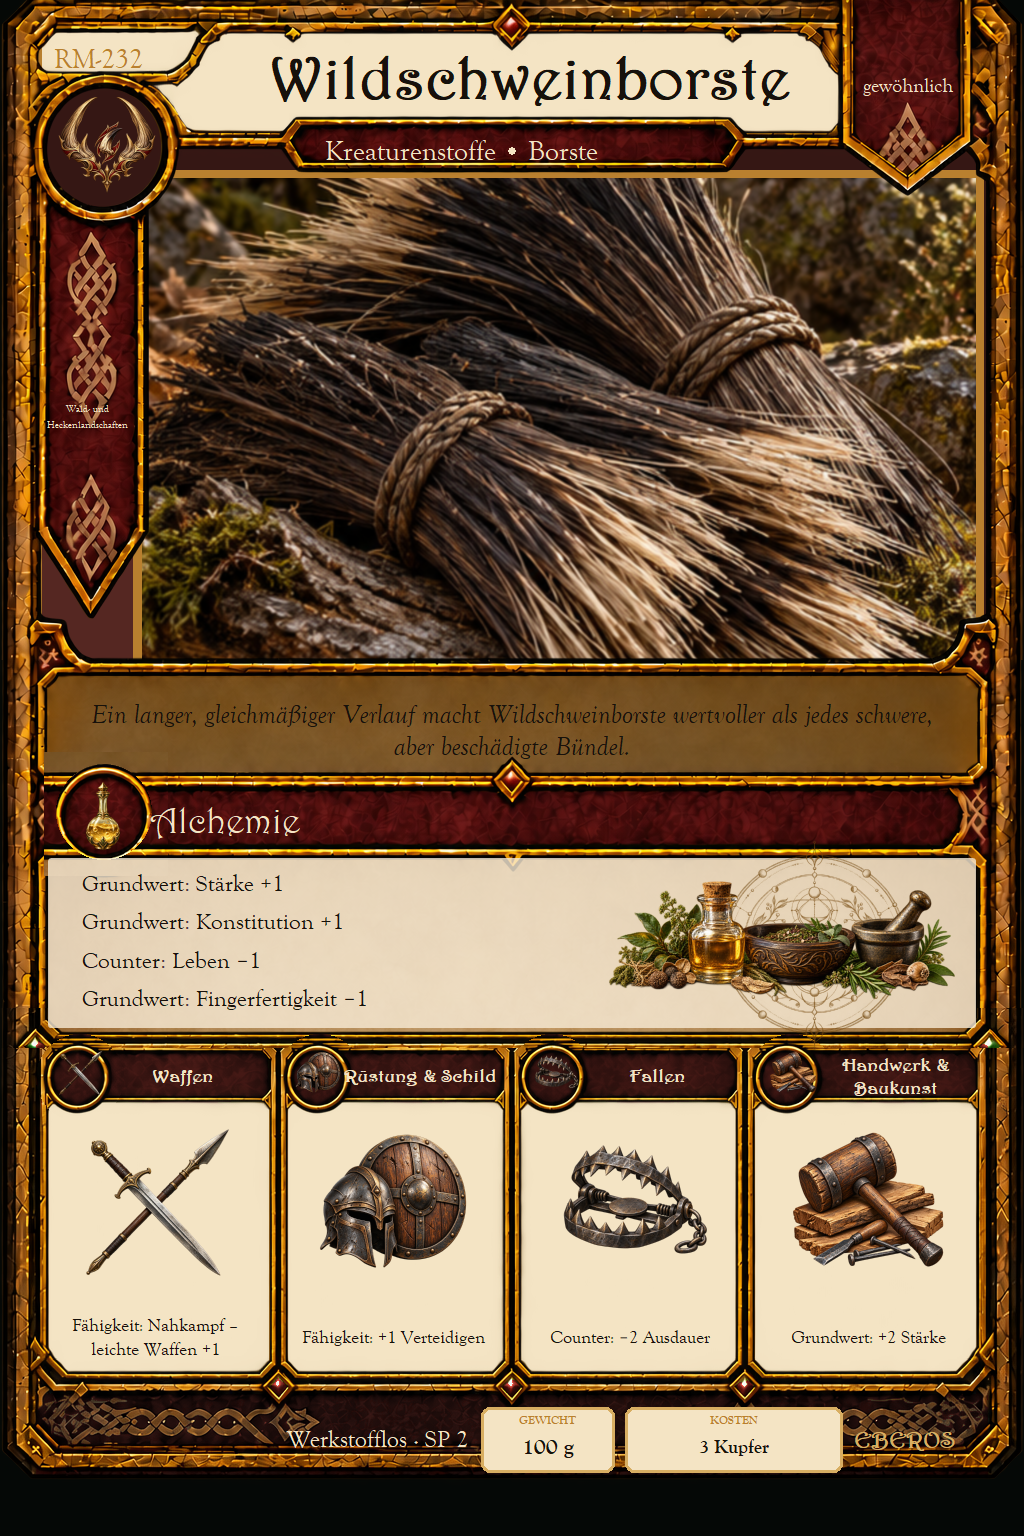 RM-232
Wildschweinborste
gewöhnlich
Kreaturenstoffe • Borste
Wald- und
Heckenlandschaften
Ein langer, gleichmäßiger Verlauf macht Wildschweinborste wertvoller als jedes schwere,
aber beschädigte Bündel.
Alchemie
Grundwert: Stärke +1
Grundwert: Konstitution +1
Counter: Leben −1
Grundwert: Fingerfertigkeit −1
Waffen
Rüstung & Schild
Fallen
Handwerk &
Baukunst
Fähigkeit: Nahkampf –
leichte Waffen +1
Fähigkeit: +1 Verteidigen
Counter: −2 Ausdauer
Grundwert: +2 Stärke
Werkstofflos · SP 2
GEWICHT
100 g
KOSTEN
3 Kupfer
EBEROS